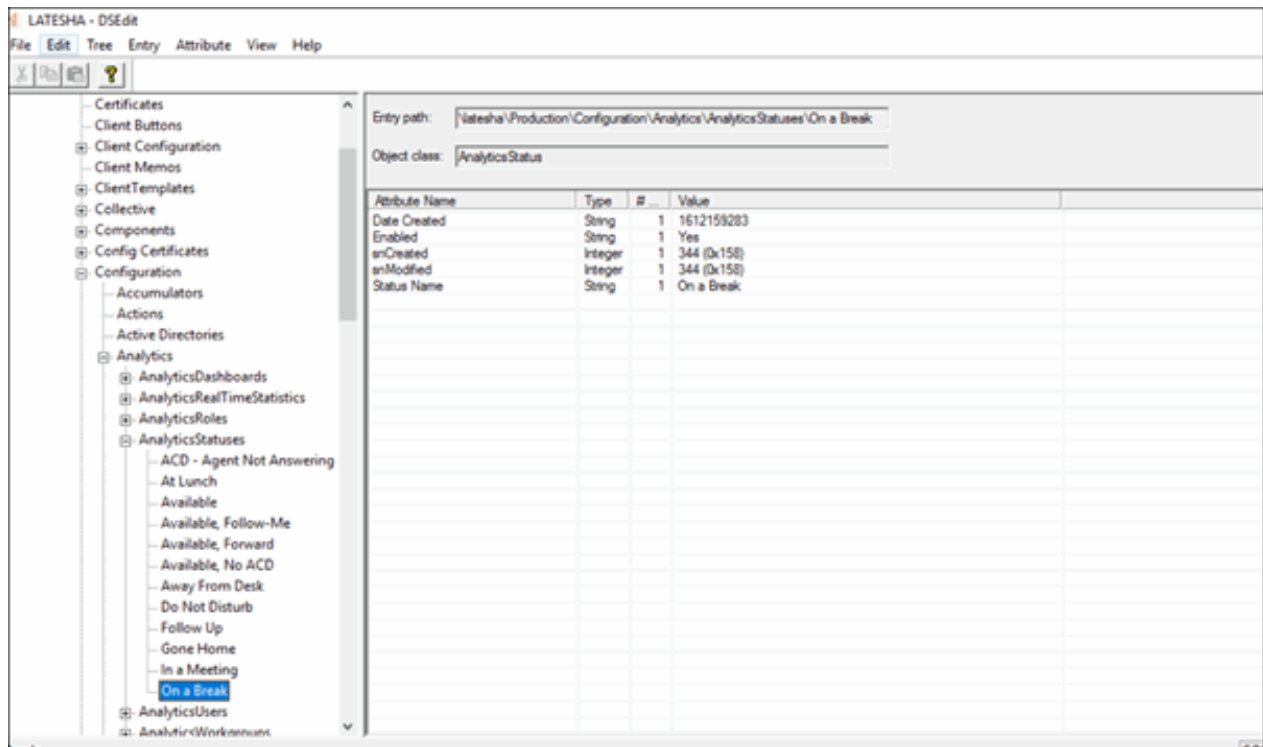 LATESHA - DSEdit
File Edit Tree Entry Attribute View Help
Certificates
Client Buttons
Client Configuration
Client Memos
ClientTemplates
Collective
Components
Config Certificates
Configuration
Accumulators
Actions
Active Directories
Analytics
AnalyticsDashboards
AnalyticsRealTimeStatistics
AnalyticsRoles
AnalyticsStatuses
ACD - Agent Not Answering
At Lunch
Available
Available, Follow-Me
Available, Forward
Available, No ACD
Away From Desk
Do Not Disturb
Follow Up
Gone Home
In a Meeting
On a Break
AnalyticsUsers
AnalyticsWorkgroups
Entry path: \latesha\Production\Configuration\Analytics\AnalyticsStatuses\On a Break
Object class: AnalyticsStatus
Attribute Name Type # ... Value
Date Created String 1 1612159283
Enabled String 1 Yes
snCreated Integer 1 344 (0x158)
snModified Integer 1 344 (0x158)
Status Name String 1 On a Break